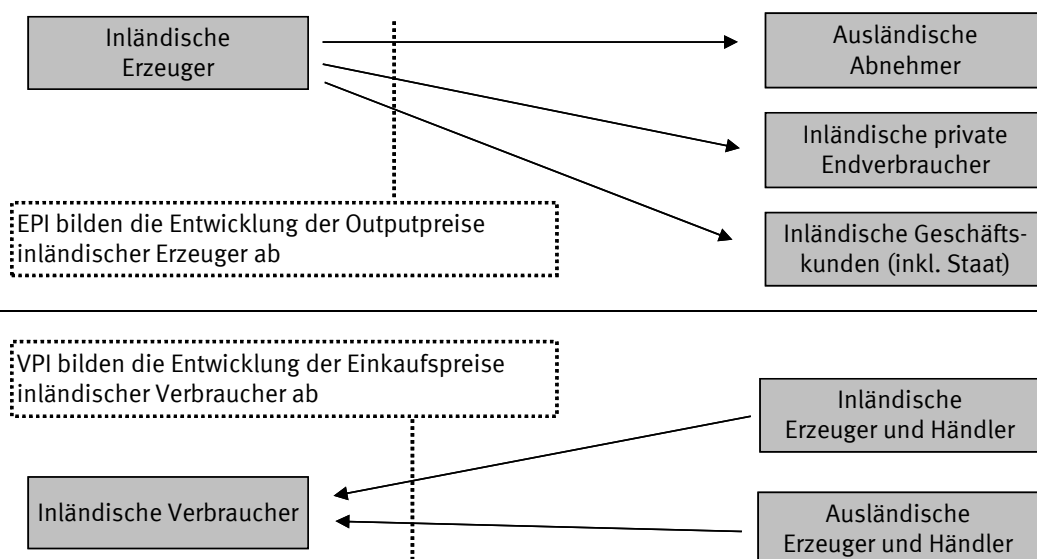 Inländische
Erzeuger
Ausländische
Abnehmer
Inländische private
Endverbraucher
EPI bilden die Entwicklung der Outputpreise
inländischer Erzeuger ab
Inländische Geschäfts-
kunden (inkl. Staat)
VPI bilden die Entwicklung der Einkaufspreise
inländischer Verbraucher ab
Inländische
Erzeuger und Händler
Inländische Verbraucher
Ausländische
Erzeuger und Händler